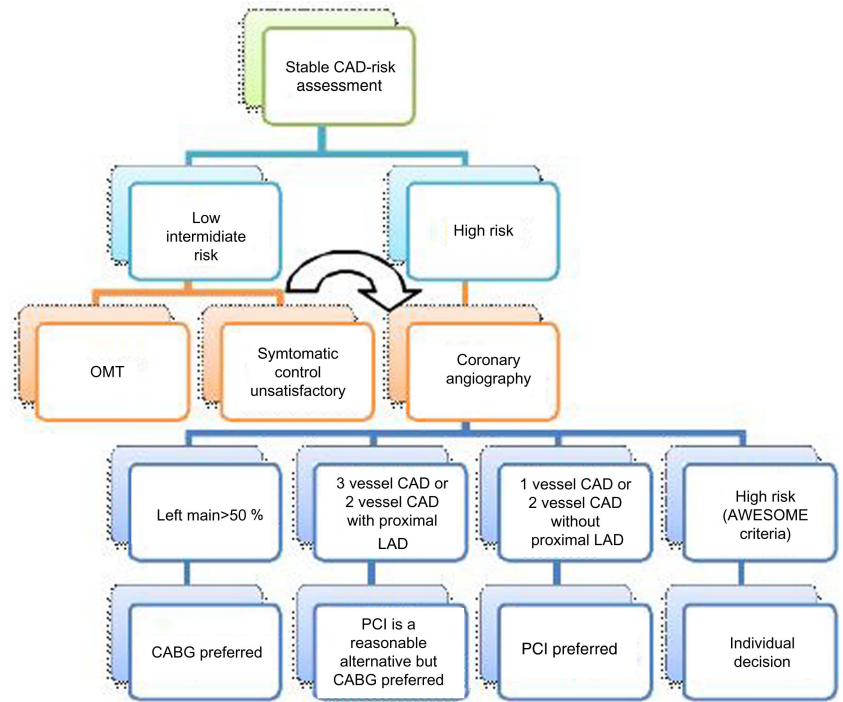 Stable CAD-risk
assessment
Low
intermidiate
risk
High risk
OMT
Symtomatic
control
unsatisfactory
Coronary
angiography
Left main>50 %
3 vessel CAD or
2 vessel CAD
with proximal
LAD
1 vessel CAD or
2 vessel CAD
without
proximal LAD
High risk
(AWESOME
criteria)
CABG preferred
PCI is a
reasonable
alternative but
CABG preferred
PCI preferred
Individual
decision